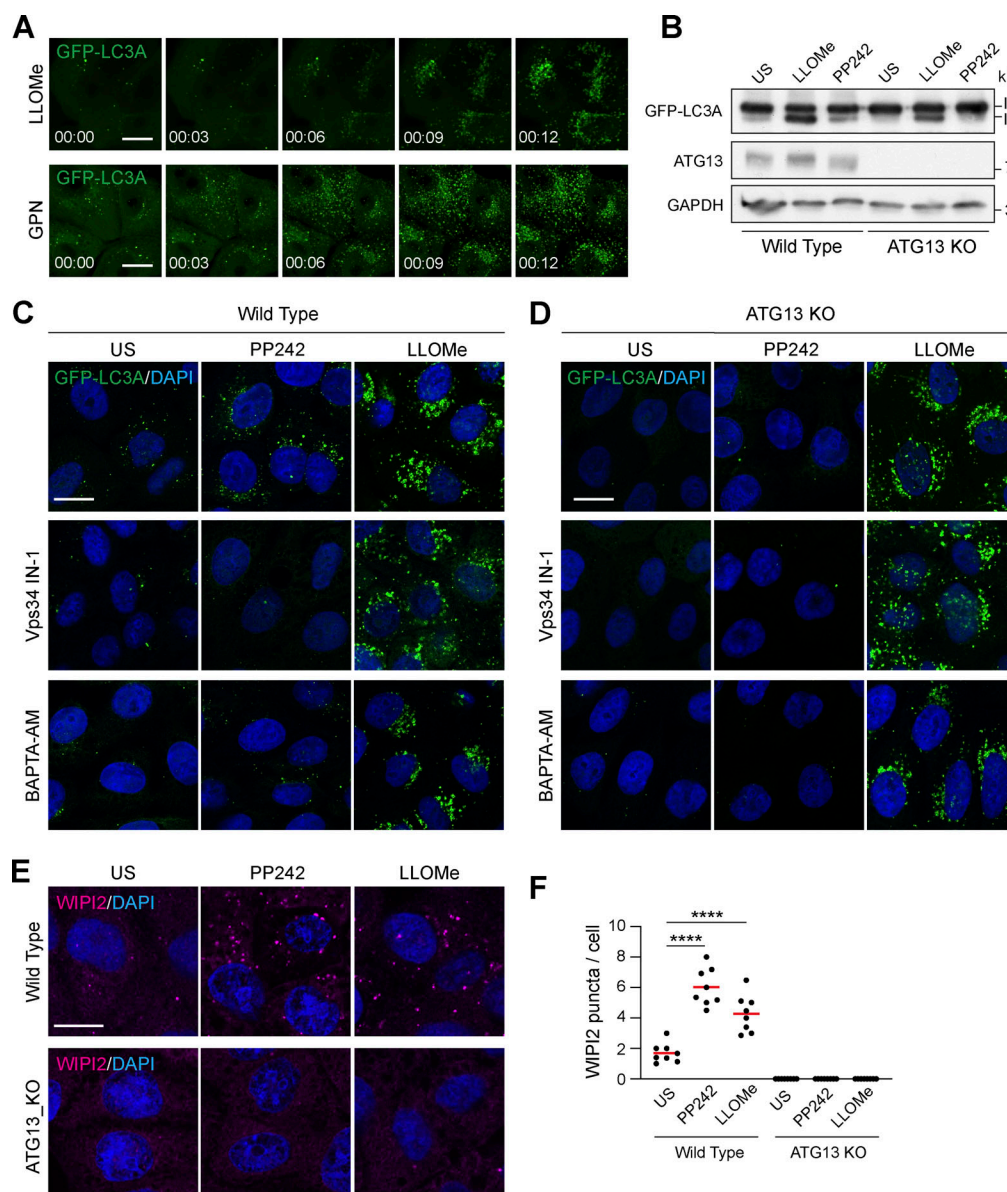 A
GFP-LC3A
LLOMe
00:00
00:03
00:06
00:09
00:12
GFP-LC3A
GPN
00:00
00:03
00:06
00:09
00:12
B
US
LLOMe
PP242
US
LLOMe
PP242
GFP-LC3A
ATG13
GAPDH
Wild Type
ATG13 KO
C
Wild Type
US
PP242
LLOMe
GFP-LC3A/DAPI
Vps34 IN-1
BAPTA-AM
D
ATG13 KO
US
PP242
LLOMe
GFP-LC3A/DAPI
Vps34 IN-1
BAPTA-AM
E
US
PP242
LLOMe
WIPI2/DAPI
Wild Type
WIPI2/DAPI
ATG13_KO
F
WIPI2 puncta / cell
10
8
6
4
2
0
****
****
US
PP242
LLOMe
US
PP242
LLOMe
Wild Type
ATG13 KO